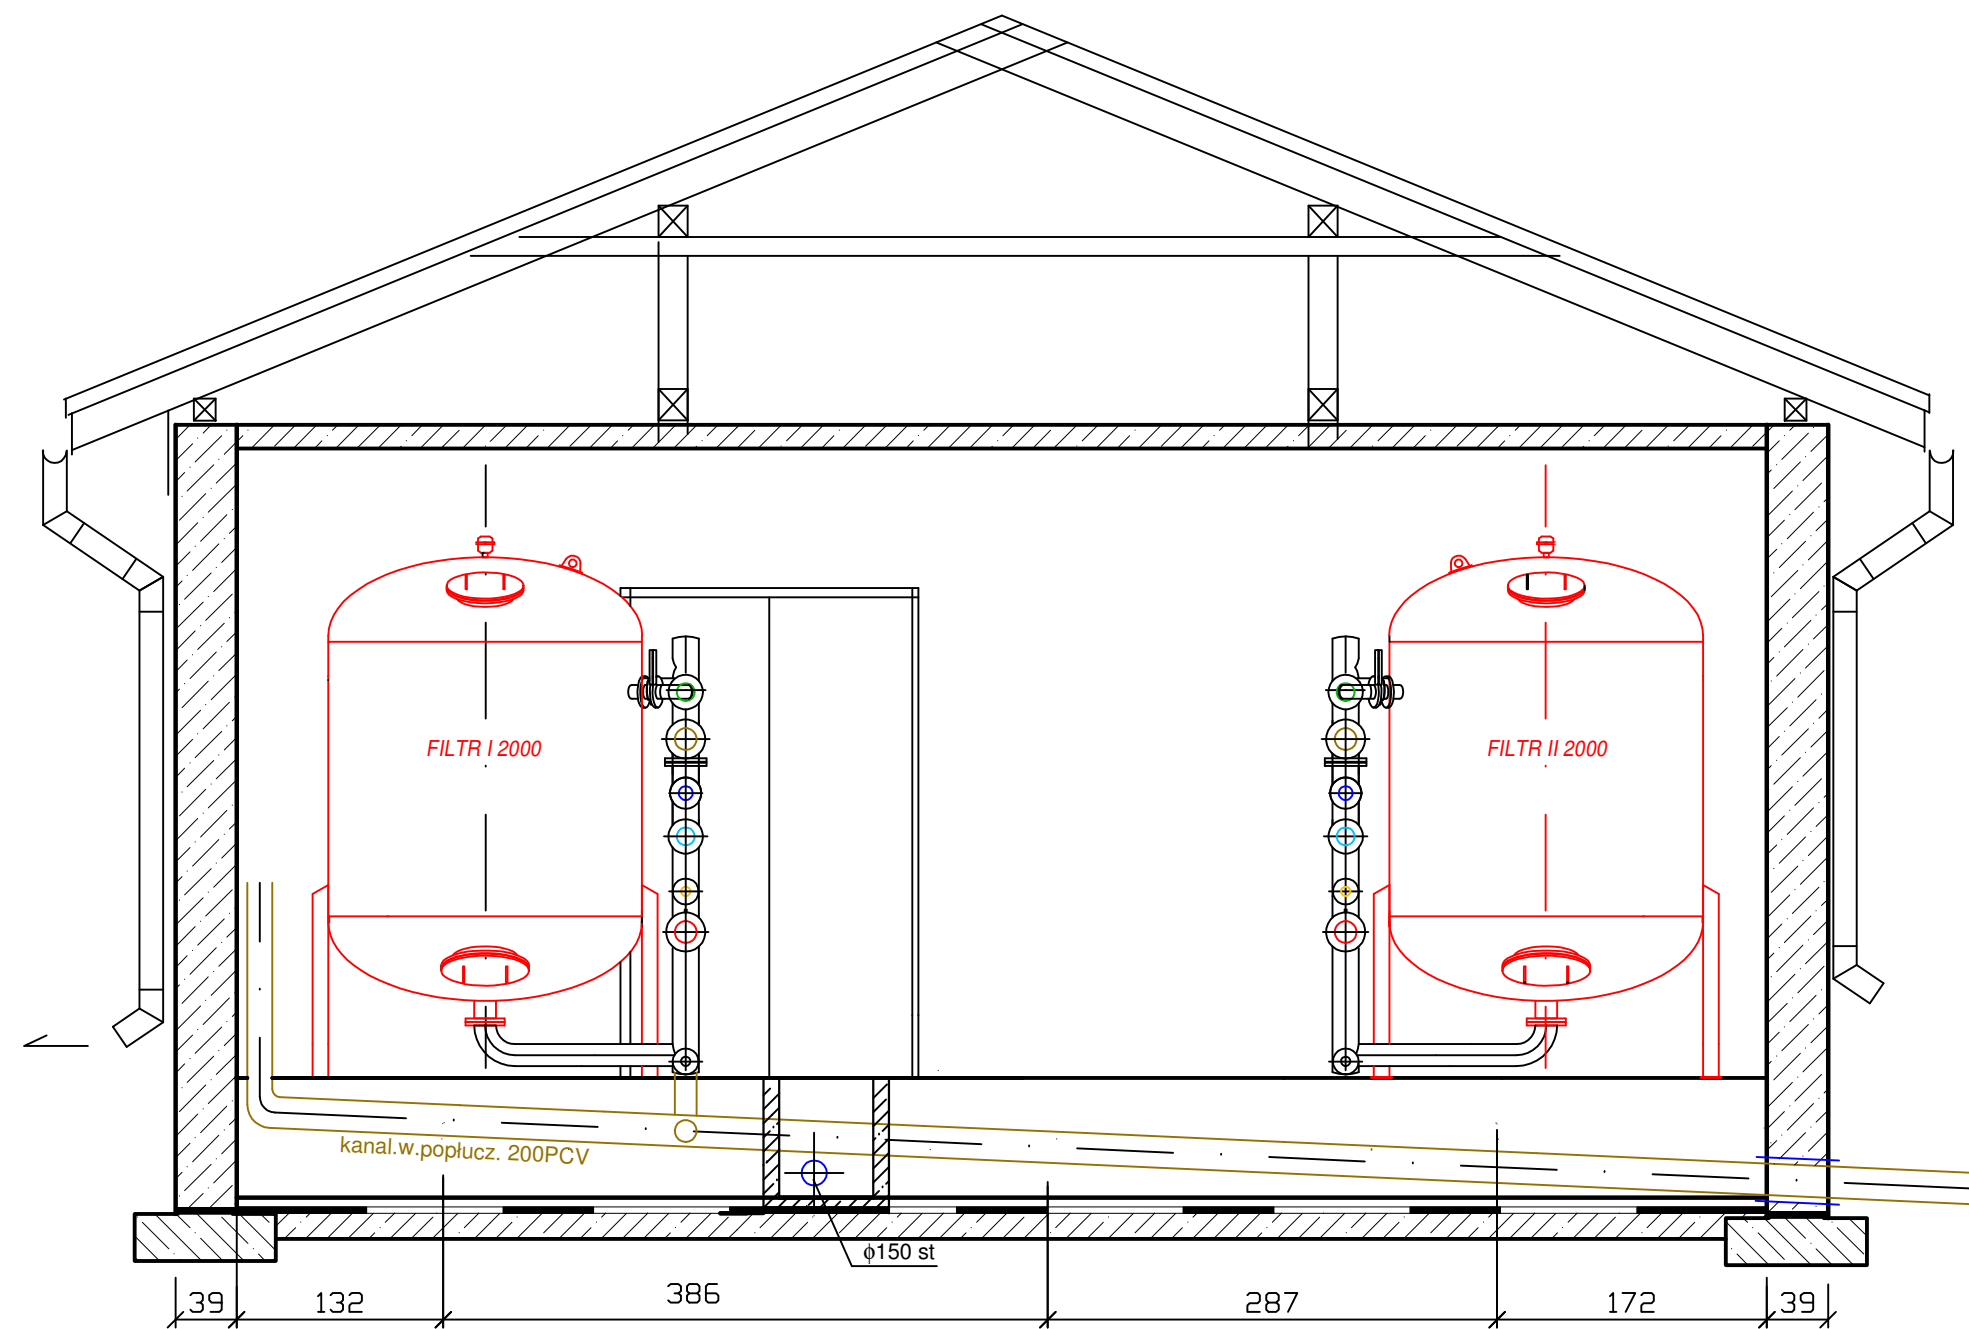 FILTR I 2000
FILTR II 2000
kanal.w.popłucz. 200PCV
ϕ150 st
39 132 386 287 172 39